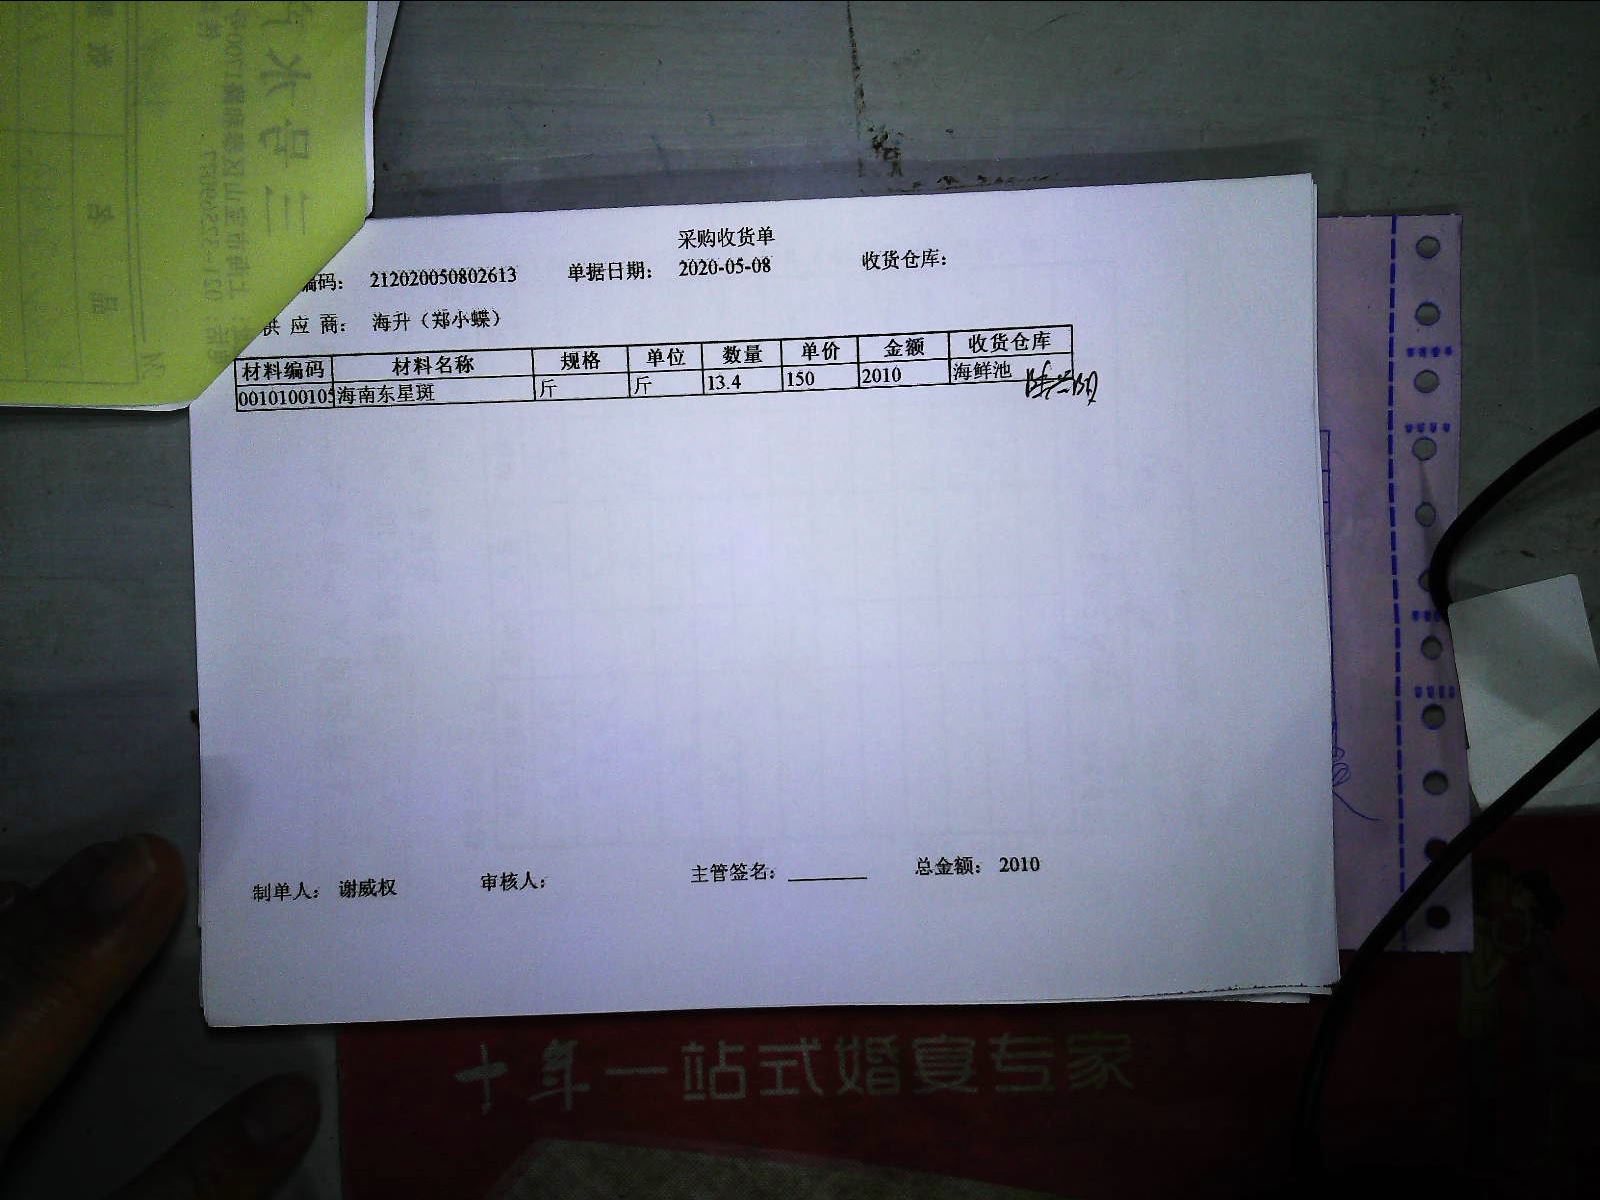 采购收货单
编码： 212020050802613 单据日期： 2020-05-08 收货仓库：
供 应 商： 海升（郑小蝶）
材料编码 材料名称 规格 单位 数量 单价 金额 收货仓库
0010100105 海南东星斑 斤 斤 13.4 150 2010 海鲜池
制单人： 谢威权 审核人： 主管签名： 总金额： 2010
十年一站式婚宴专家